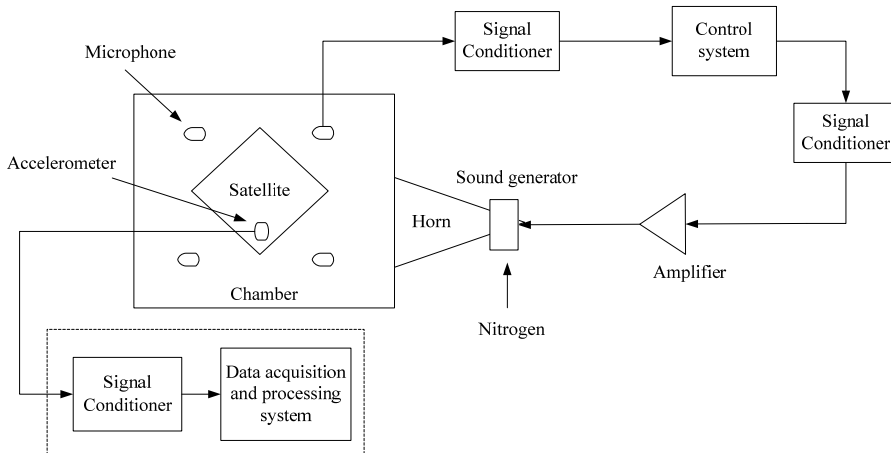 Microphone
Signal
Conditioner
Control
system
Signal
Conditioner
Accelerometer
Satellite
Sound generator
Horn
Amplifier
Chamber
Nitrogen
Signal
Conditioner
Data acquisition
and processing
system